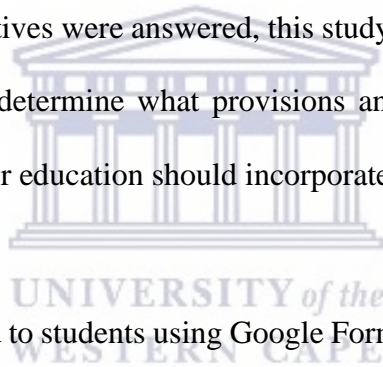 tives were answered, this study
determine what provisions an
r education should incorporate
UNIVERSITY of the
to students using Google Forn
WESTERN CAPE